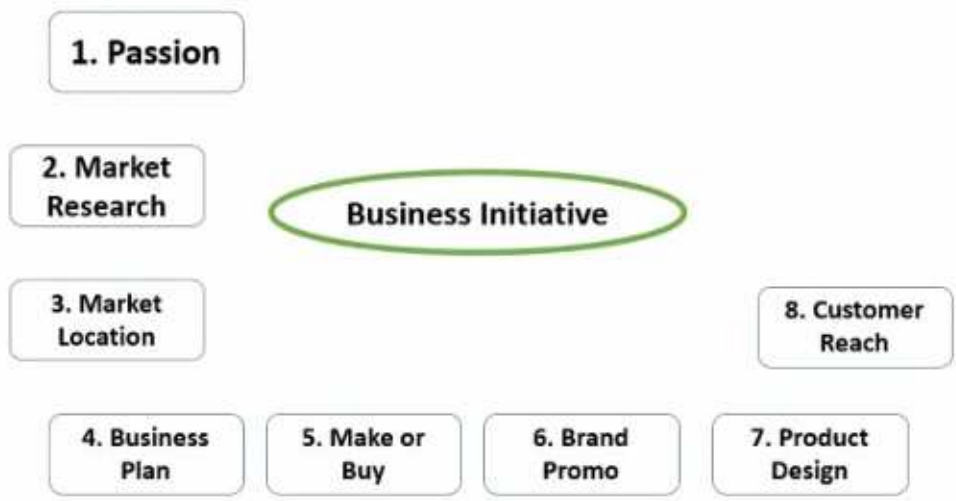 1. Passion
2. Market
Research
Business Initiative
3. Market
Location
8. Customer
Reach
4. Business
Plan
5. Make or
Buy
6. Brand
Promo
7. Product
Design